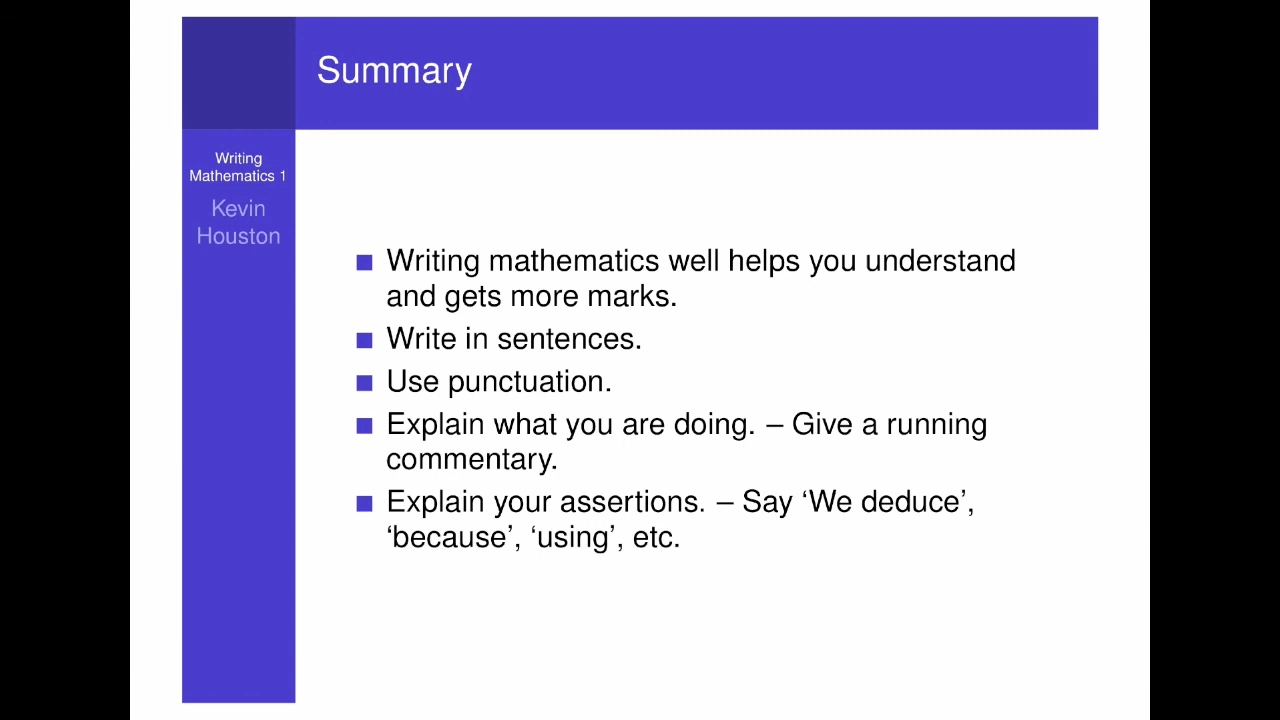 Summary
Writing
Mathematics 1
Kevin
Houston
■ Writing mathematics well helps you understand
and gets more marks.
■ Write in sentences.
■ Use punctuation.
■ Explain what you are doing. – Give a running
commentary.
■ Explain your assertions. – Say ‘We deduce’,
‘because’, ‘using’, etc.